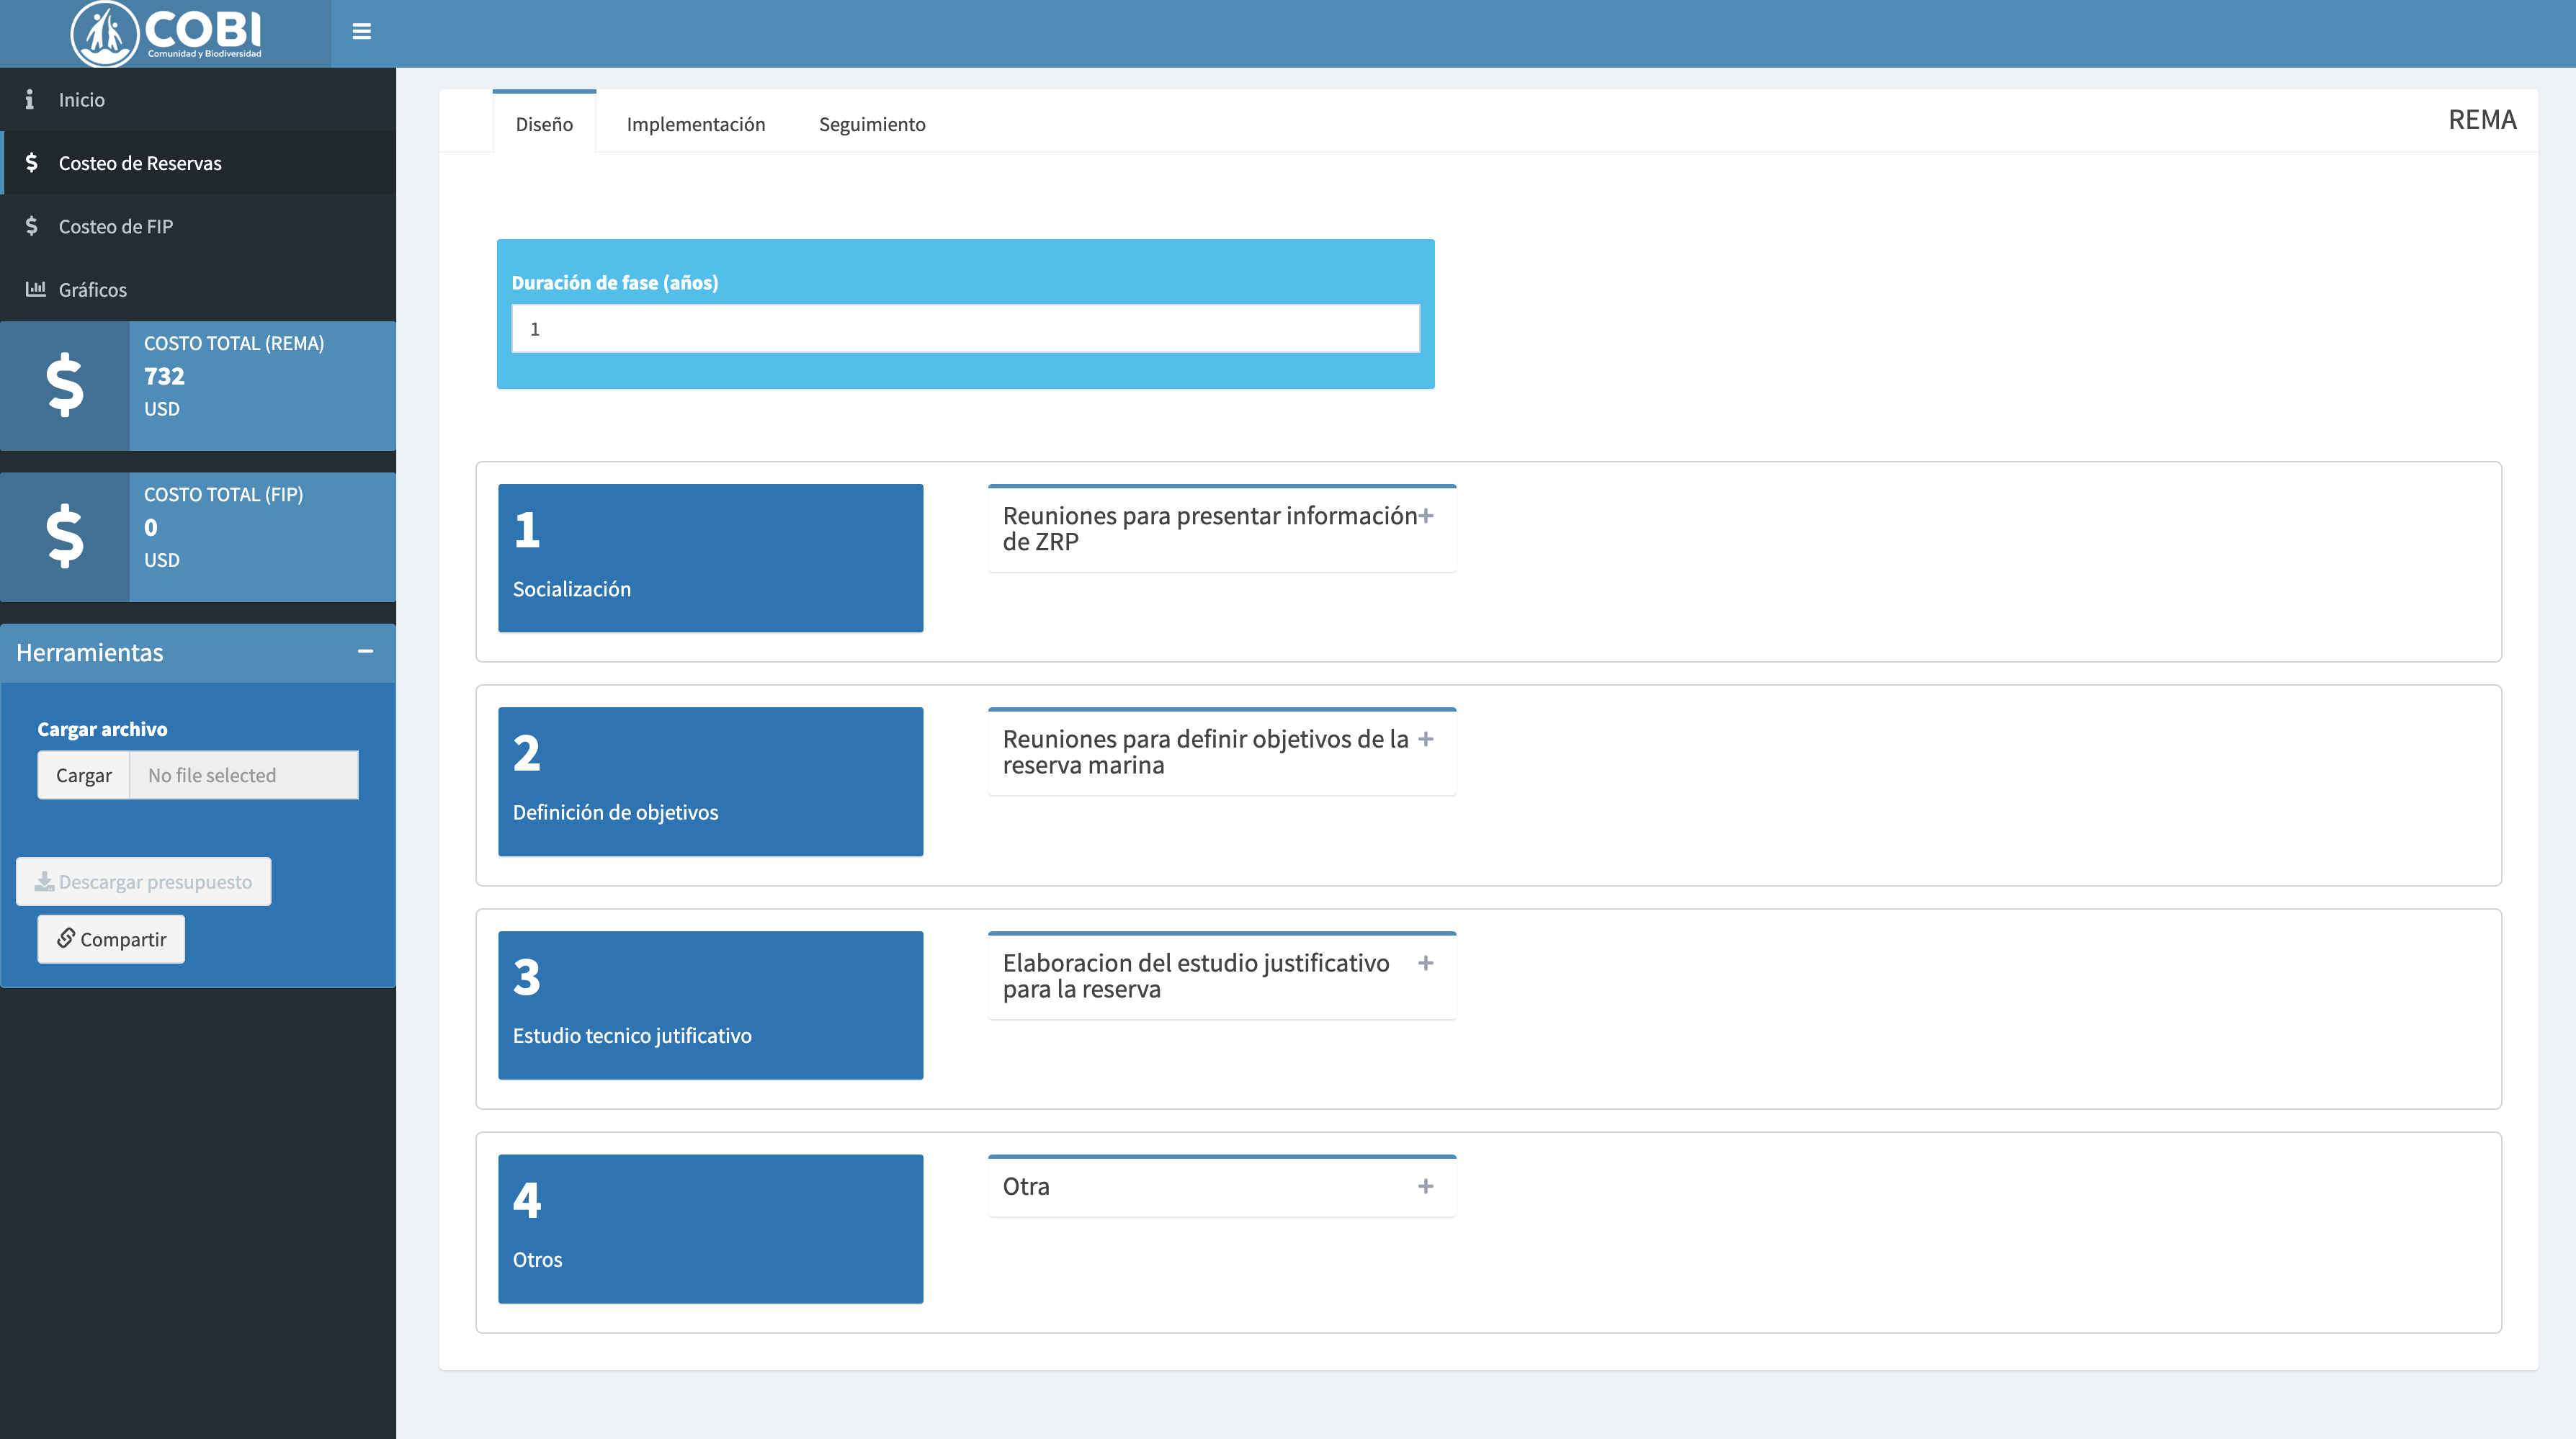 COBI
Comunidad y Biodiversidad
Inicio
Costeo de Reservas
Costeo de FIP
Gráficos
COSTO TOTAL (REMA)
732
USD
COSTO TOTAL (FIP)
0
USD
Herramientas
Cargar archivo
Cargar No file selected
Descargar presupuesto
Compartir
Diseño Implementación Seguimiento REMA
Duración de fase (años)
1
1
Socialización
Reuniones para presentar información
de ZRP
2
Definición de objetivos
Reuniones para definir objetivos de la
reserva marina
3
Estudio tecnico jutificativo
Elaboracion del estudio justificativo
para la reserva
4
Otros
Otra